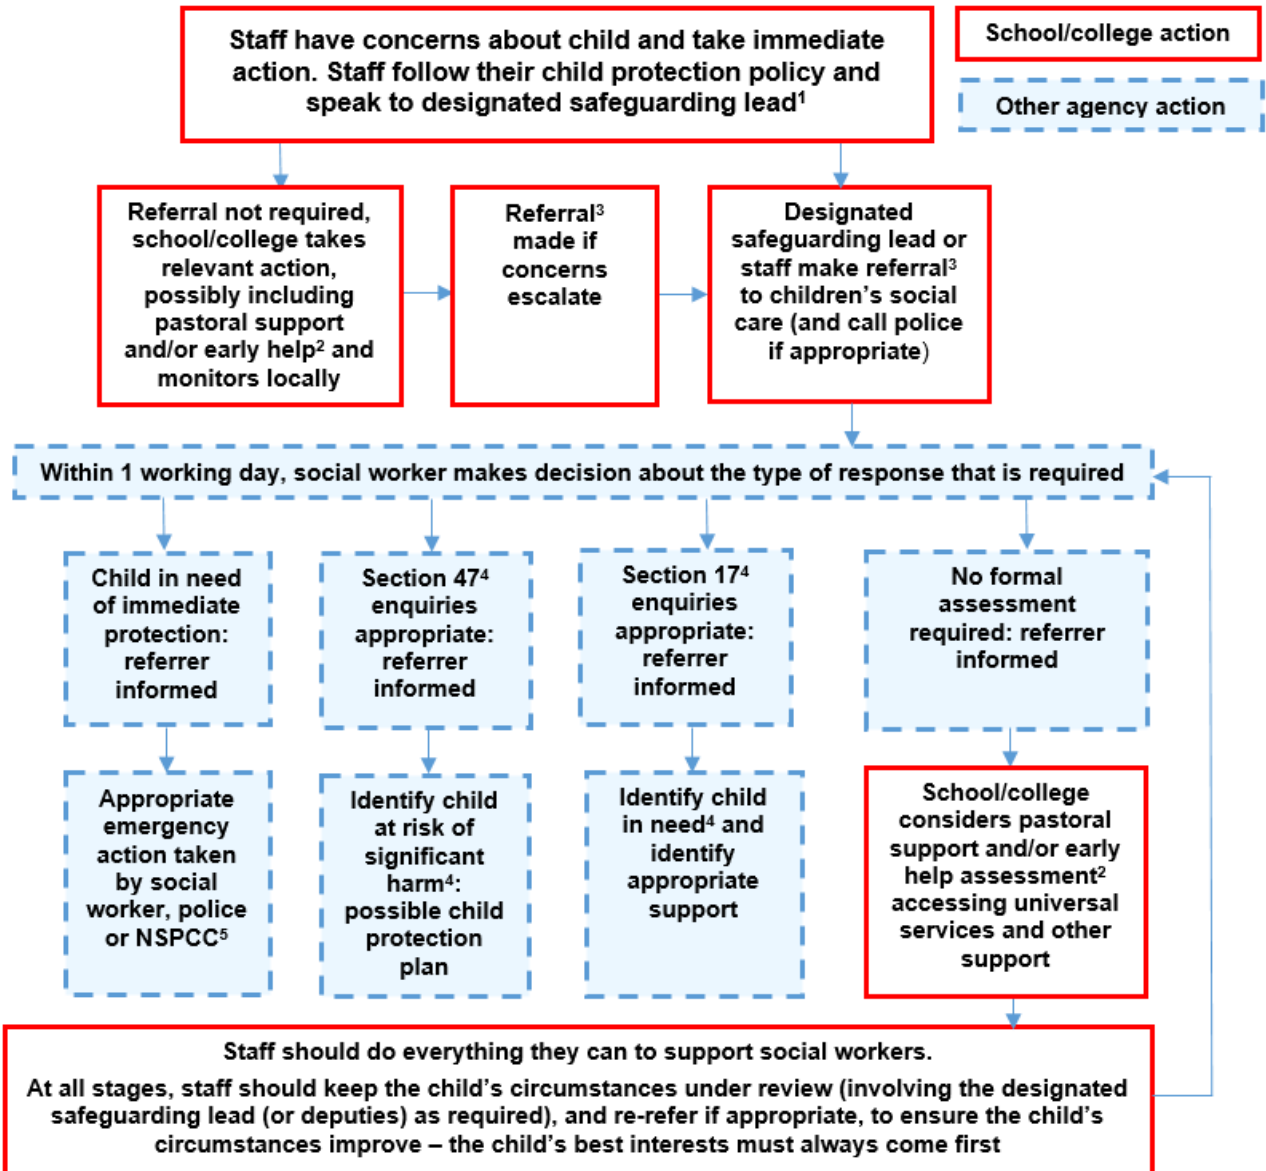 Staff have concerns about child and take immediate
action. Staff follow their child protection policy and
speak to designated safeguarding lead¹
School/college action
Other agency action
Referral not required,
school/college takes
relevant action,
possibly including
pastoral support
and/or early help² and
monitors locally
Referral³
made if
concerns
escalate
Designated
safeguarding lead or
staff make referral³
to children’s social
care (and call police
if appropriate)
Within 1 working day, social worker makes decision about the type of response that is required
Child in need
of immediate
protection:
referrer
informed
Section 47⁴
enquiries
appropriate:
referrer
informed
Section 17⁴
enquiries
appropriate:
referrer
informed
No formal
assessment
required: referrer
informed
Appropriate
emergency
action taken
by social
worker, police
or NSPCC⁵
Identify child
at risk of
significant
harm⁴:
possible child
protection
plan
Identify child
in need⁴ and
identify
appropriate
support
School/college
considers pastoral
support and/or early
help assessment²
accessing universal
services and other
support
Staff should do everything they can to support social workers.
At all stages, staff should keep the child’s circumstances under review (involving the designated
safeguarding lead (or deputies) as required), and re-refer if appropriate, to ensure the child’s
circumstances improve – the child’s best interests must always come first